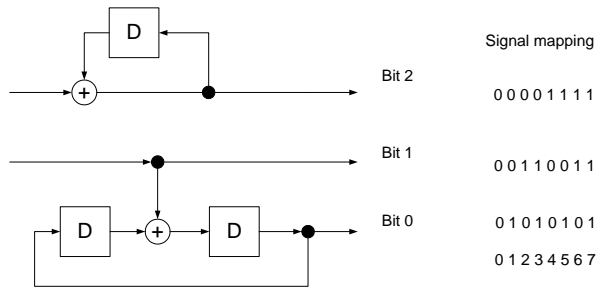 D
Signal mapping
+
Bit 2
0 0 0 0 1 1 1 1
Bit 1
0 0 1 1 0 0 1 1
D
+
D
Bit 0
0 1 0 1 0 1 0 1
0 1 2 3 4 5 6 7